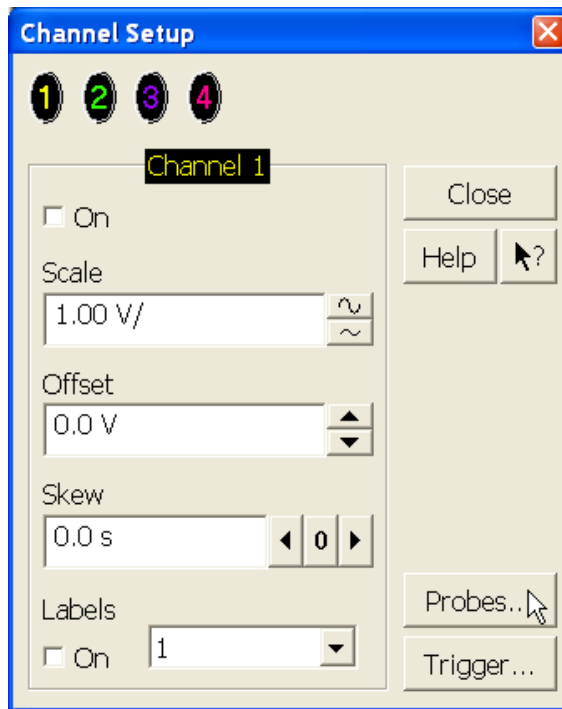 Channel Setup
1 2 3 4
Channel 1
On
Scale
1.00 V/
Offset
0.0 V
Skew
0.0 s
0
Labels
On
1
Close
Help
?
Probes...
Trigger...